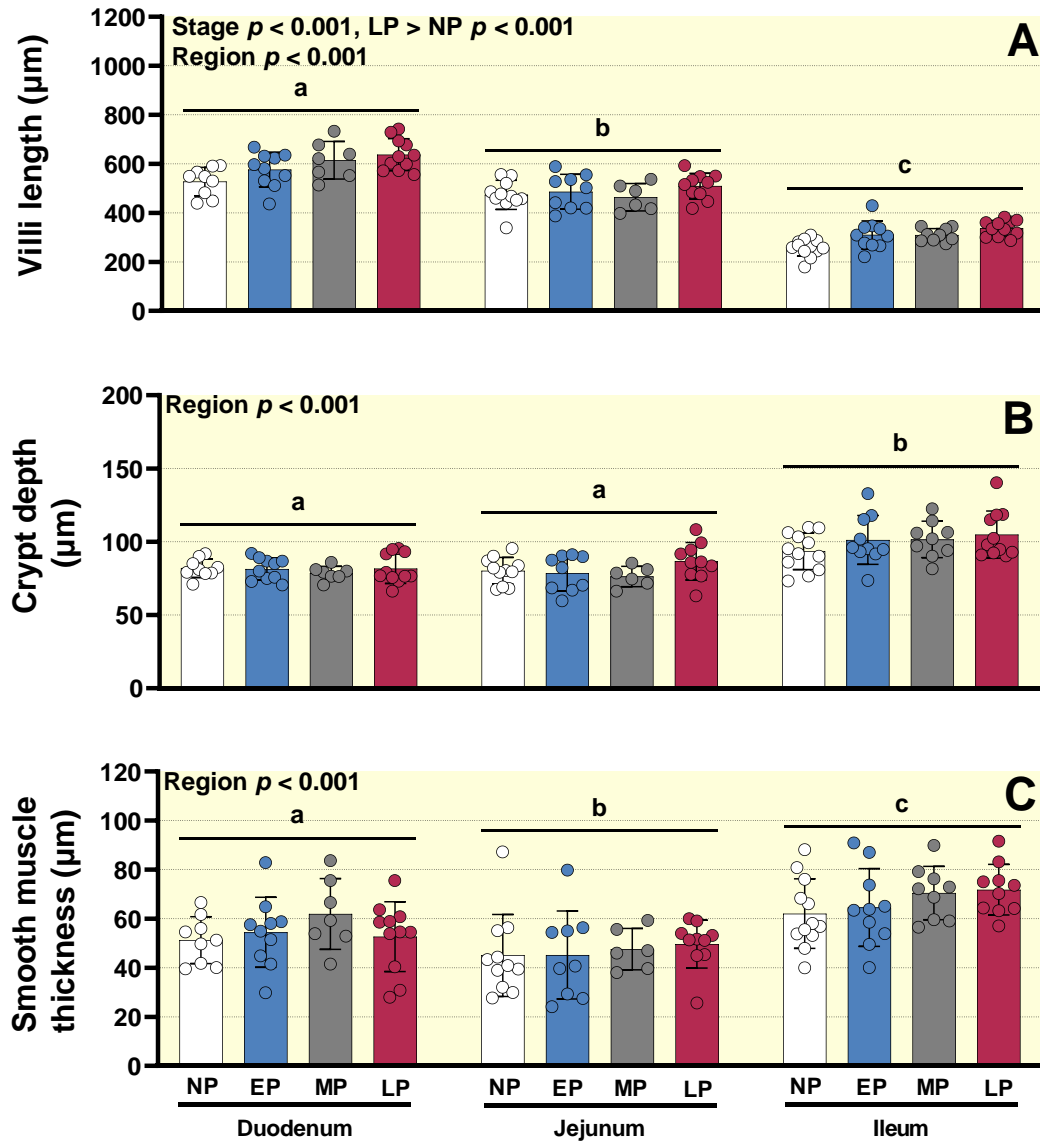 Villi length (µm)
1200
1000
800
600
400
200
0
Stage p < 0.001, LP > NP p < 0.001
Region p < 0.001
A
a
b
c
Crypt depth
(µm)
200
150
100
50
0
Region p < 0.001
B
a
a
b
Smooth muscle
thickness (µm)
120
100
80
60
40
20
0
Region p < 0.001
C
a
b
c
NP EP MP LP NP EP MP LP NP EP MP LP
Duodenum Jejunum Ileum